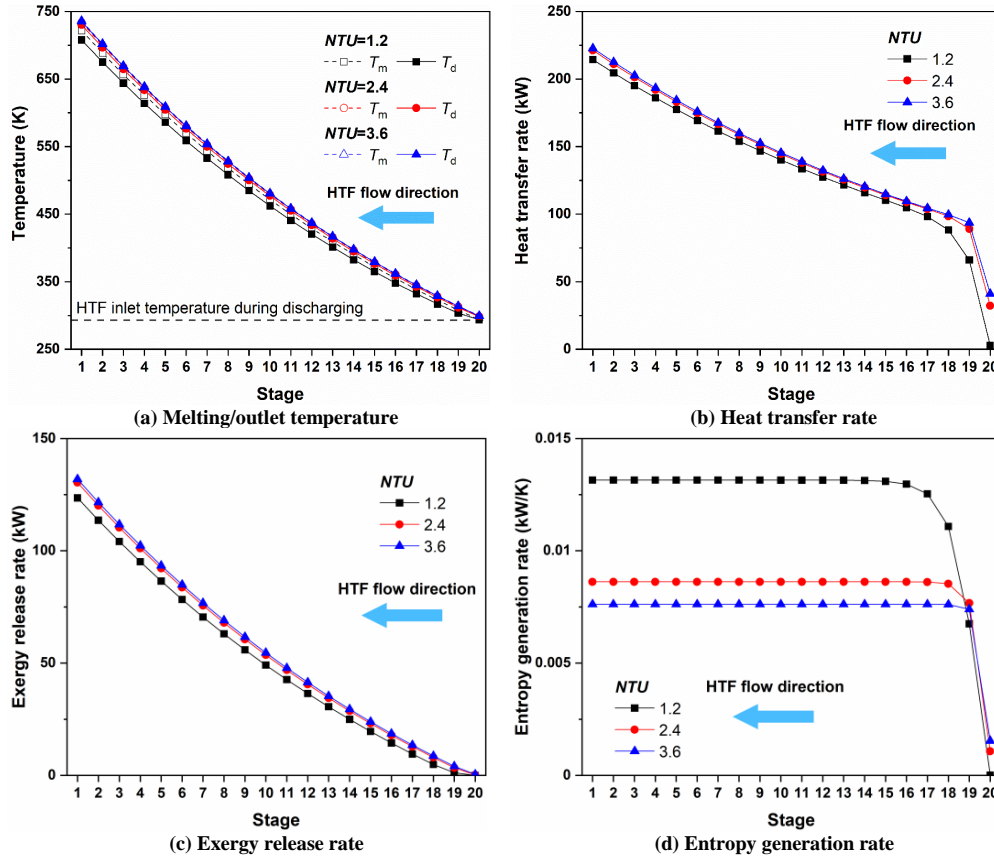 750
650
550
450
350
250
Temperature (K)
NTU=1.2
Tm Td
NTU=2.4
Tm Td
NTU=3.6
Tm Td
HTF flow direction
HTF inlet temperature during discharging
1 2 3 4 5 6 7 8 9 10 11 12 13 14 15 16 17 18 19 20
Stage
(a) Melting/outlet temperature
250
200
150
100
50
0
Heat transfer rate (kW)
NTU
1.2
2.4
3.6
HTF flow direction
1 2 3 4 5 6 7 8 9 10 11 12 13 14 15 16 17 18 19 20
Stage
(b) Heat transfer rate
150
100
50
0
Exergy release rate (kW)
NTU
1.2
2.4
3.6
HTF flow direction
1 2 3 4 5 6 7 8 9 10 11 12 13 14 15 16 17 18 19 20
Stage
(c) Exergy release rate
0.015
0.01
0.005
0
Entropy generation rate (kW/K)
NTU
1.2
2.4
3.6
HTF flow direction
1 2 3 4 5 6 7 8 9 10 11 12 13 14 15 16 17 18 19 20
Stage
(d) Entropy generation rate